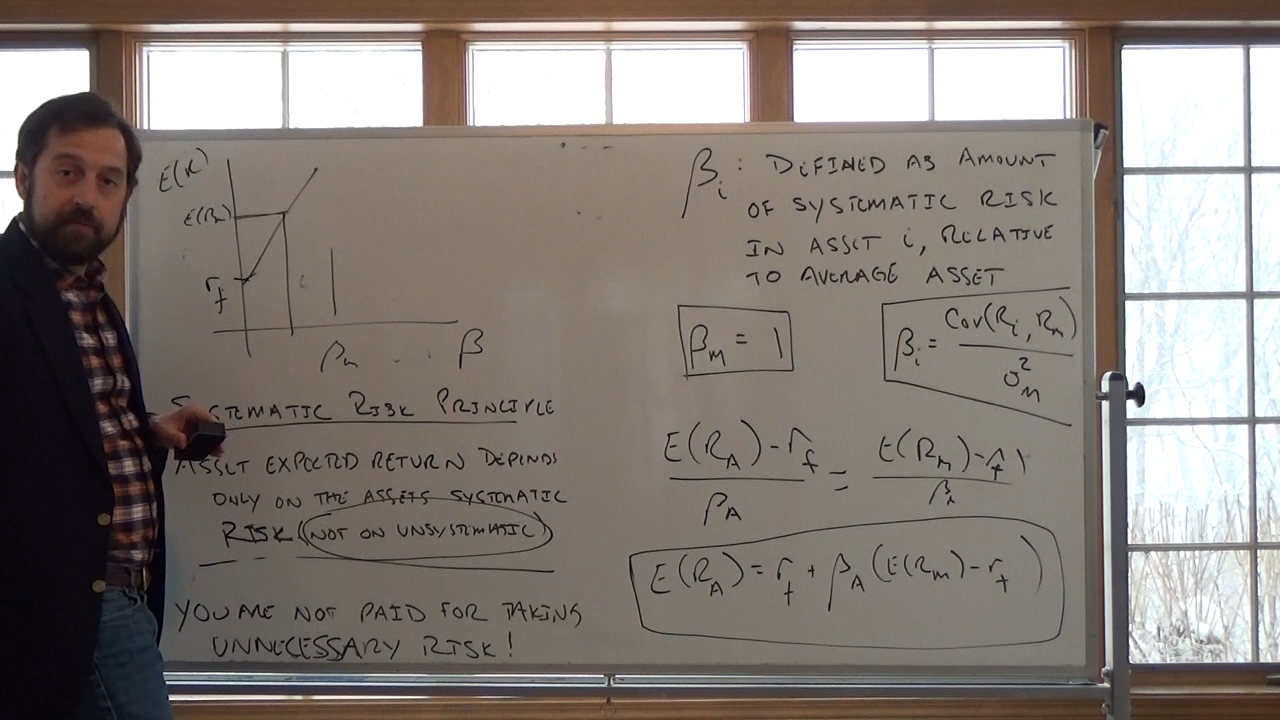 E(R)
E(Rm)
rf
βm
β
SYSTEMATIC RISK PRINCIPLE
ASSET EXPECTED RETURN DEPENDS
ONLY ON THE ASSETS SYSTEMATIC
RISK (NOT ON UNSYSTEMATIC)
YOU ARE NOT PAID FOR TAKING
UNNECESSARY RISK!
βi: DEFINED AS AMOUNT
OF SYSTEMATIC RISK
IN ASSET i, RELATIVE
TO AVERAGE ASSET
βM = 1
βi = Cov(Ri, Rm) / σ²M
(E(RA) - rf) / βA = (E(Rm) - rf) /
E(RA) = rf + βA (E(Rm) - rf)